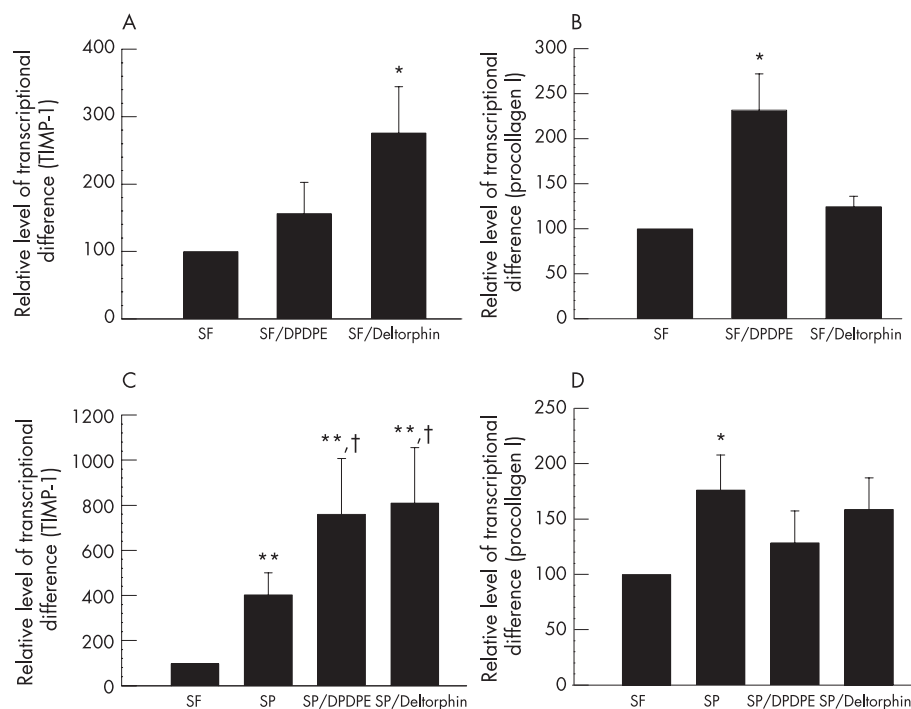 A
Relative level of transcriptional
difference (TIMP-1)
400
300
200
100
0
*
SF
SF/DPDPE
SF/Deltorphin
B
Relative level of transcriptional
difference (procollagen I)
300
250
200
150
100
50
0
*
SF
SF/DPDPE
SF/Deltorphin
C
Relative level of transcriptional
difference (TIMP-1)
1200
1000
800
600
400
200
0
**
**,†
**,†
SF
SP
SP/DPDPE
SP/Deltorphin
D
Relative level of transcriptional
difference (procollagen I)
250
200
150
100
50
0
*
SF
SP
SP/DPDPE
SP/Deltorphin